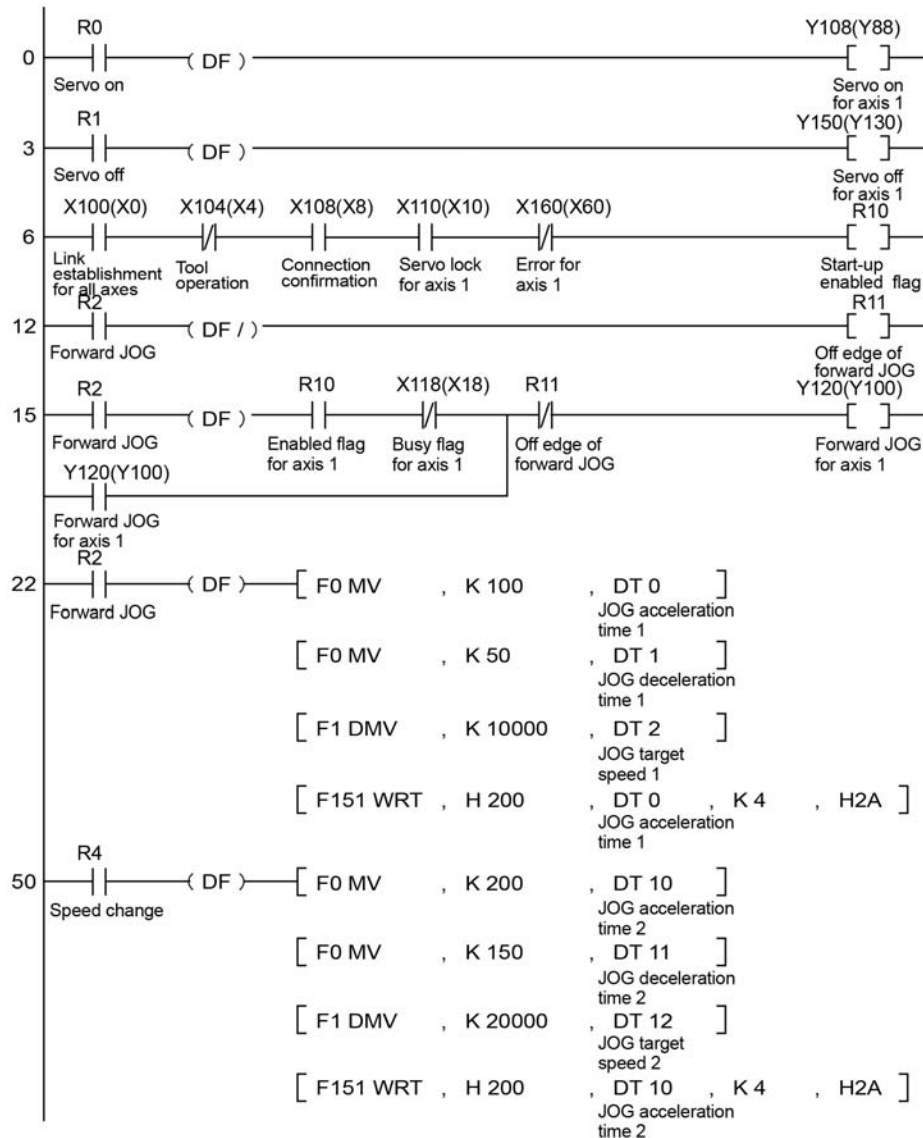 R0 Y108(Y88)
0 ( DF )
Servo on Servo on
for axis 1
R1 Y150(Y130)
3 ( DF )
Servo off Servo off
for axis 1
X100(X0) X104(X4) X108(X8) X110(X10) X160(X60) R10
6
Link
establishment
for all axes
Tool
operation
Connection
confirmation
Servo lock
for axis 1
Error for
axis 1
Start-up
enabled flag
R2 R11
12 ( DF / )
Forward JOG Off edge of
forward JOG
R2 R10 X118(X18) R11 Y120(Y100)
15 ( DF )
Forward JOG
Enabled flag
for axis 1
Busy flag
for axis 1
Off edge of
forward JOG
Forward JOG
for axis 1
Y120(Y100)
Forward JOG
for axis 1
R2
22 ( DF ) [ F0 MV , K 100 , DT 0 ]
Forward JOG JOG acceleration
time 1
[ F0 MV , K 50 , DT 1 ]
JOG deceleration
time 1
[ F1 DMV , K 10000 , DT 2 ]
JOG target
speed 1
[ F151 WRT , H 200 , DT 0 , K 4 , H2A ]
JOG acceleration
time 1
R4
50 ( DF ) [ F0 MV , K 200 , DT 10 ]
Speed change JOG acceleration
time 2
[ F0 MV , K 150 , DT 11 ]
JOG deceleration
time 2
[ F1 DMV , K 20000 , DT 12 ]
JOG target
speed 2
[ F151 WRT , H 200 , DT 10 , K 4 , H2A ]
JOG acceleration
time 2